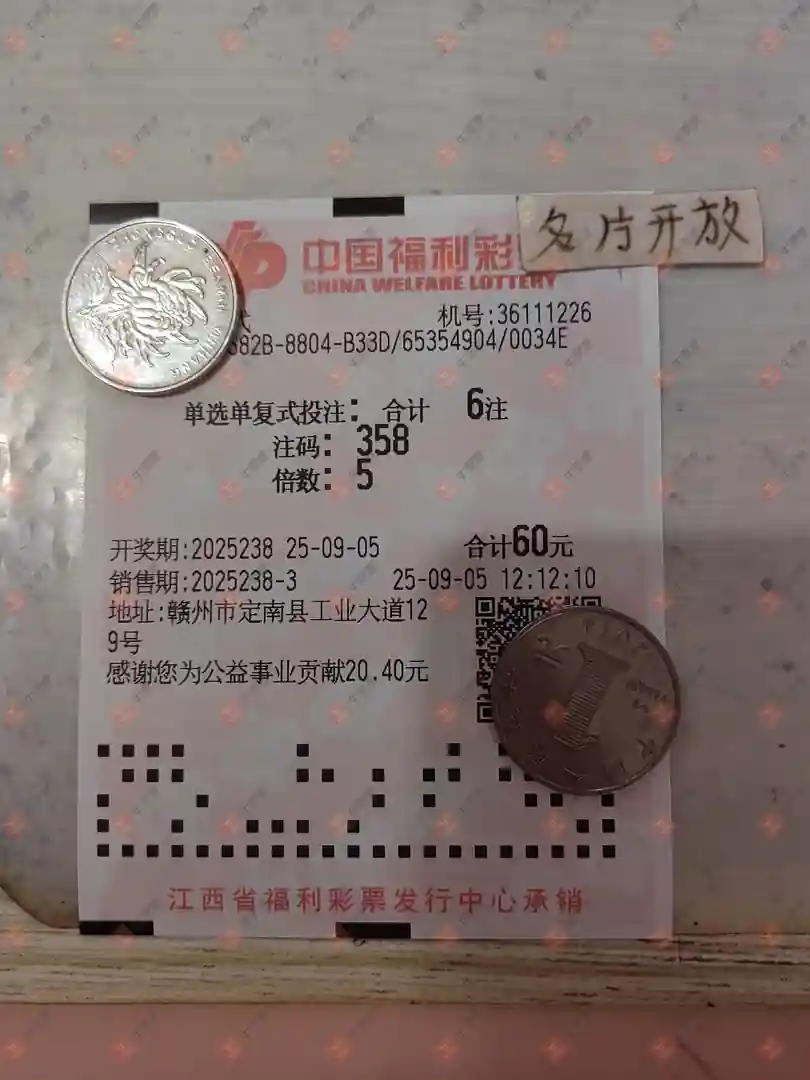 名片开放
中国福利彩
CHINA WELFARE LOTTERY
机号:36111226
S82B-8804-B33D/65354904/0034E
单选单复式投注: 合计 6注
注码: 358
倍数: 5
开奖期:2025238 25-09-05 合计60元
销售期:2025238-3 25-09-05 12:12:10
地址:赣州市定南县工业大道12
9号
感谢您为公益事业贡献20.40元
江西省福利彩票发行中心承销